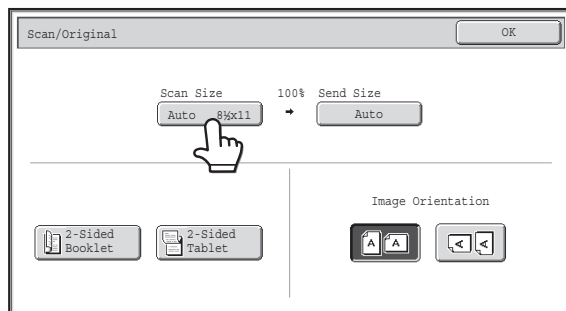 Scan/Original
OK
Scan Size 100% Send Size
Auto 8½x11 Auto
Image Orientation
2-Sided
Booklet
2-Sided
Tablet
A A
A A